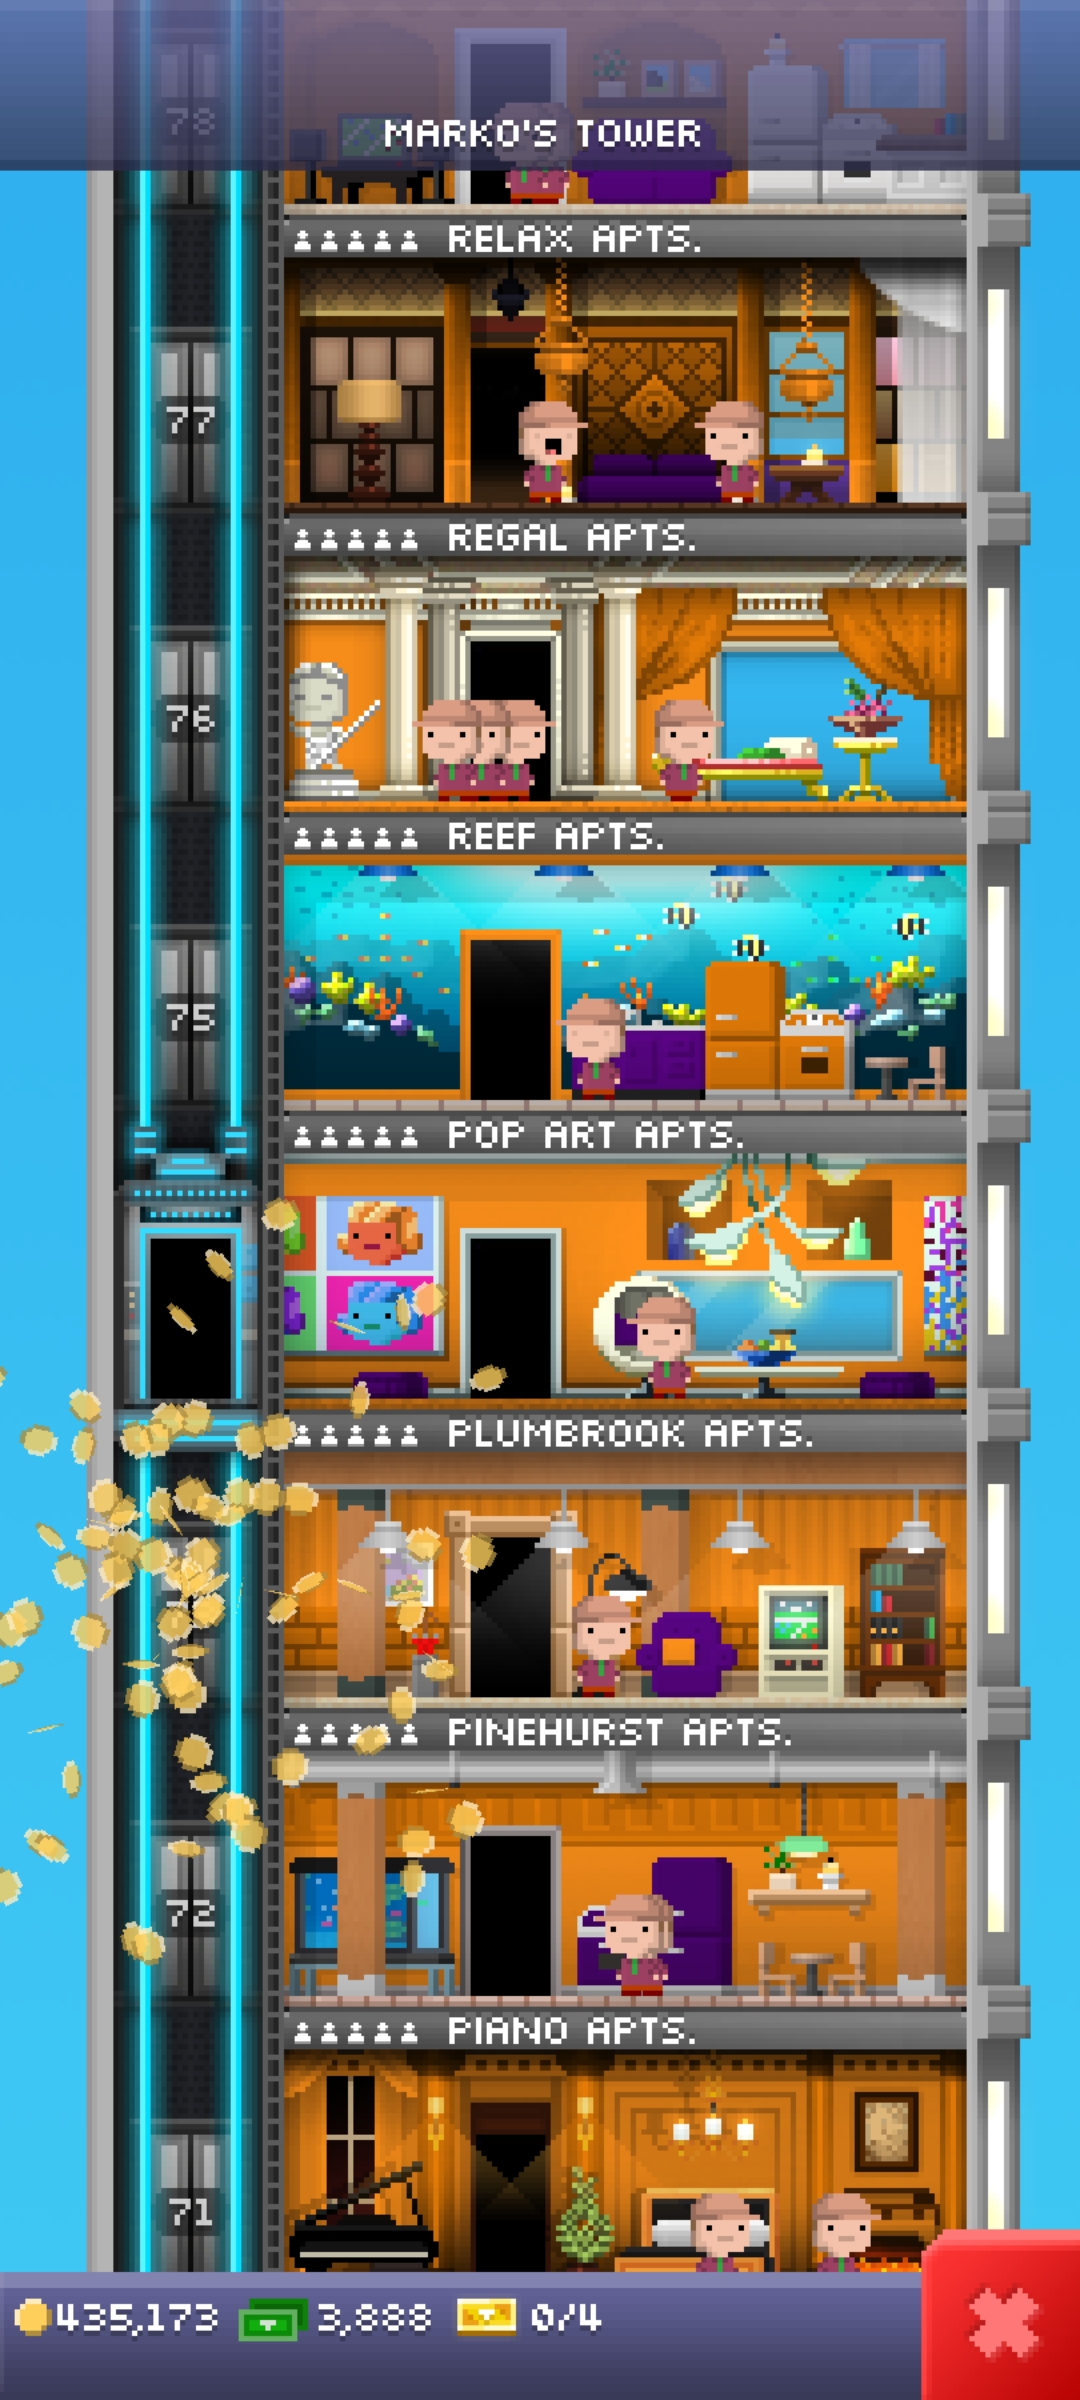 MARKO'S TOWER
78
RELAX APTS.
77
REGAL APTS.
76
REEF APTS.
75
POP ART APTS.
PLUMBROOK APTS.
PINEHURST APTS.
72
PIANO APTS.
71
435,173 3,888 0/4